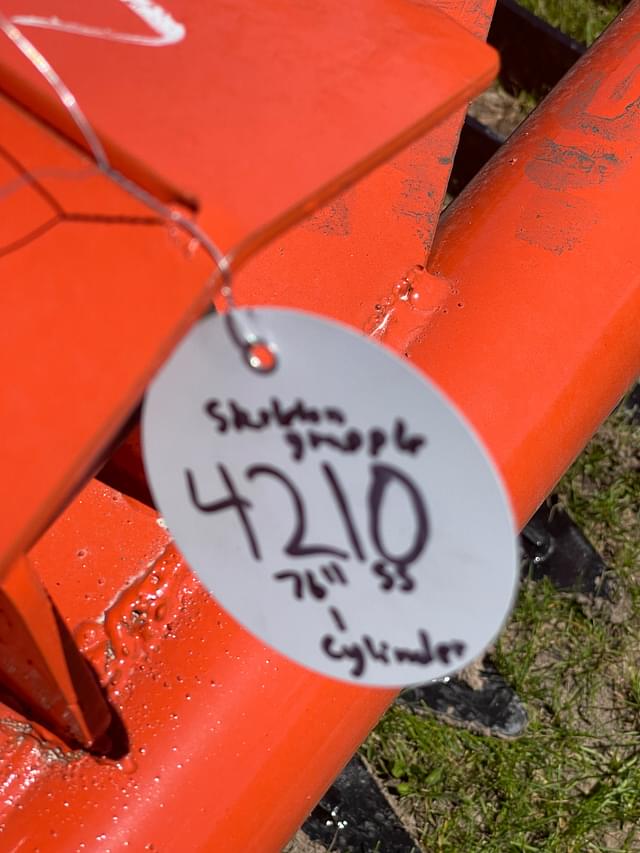 Skeleton
grapple
4210
76" SS
1
cylinder